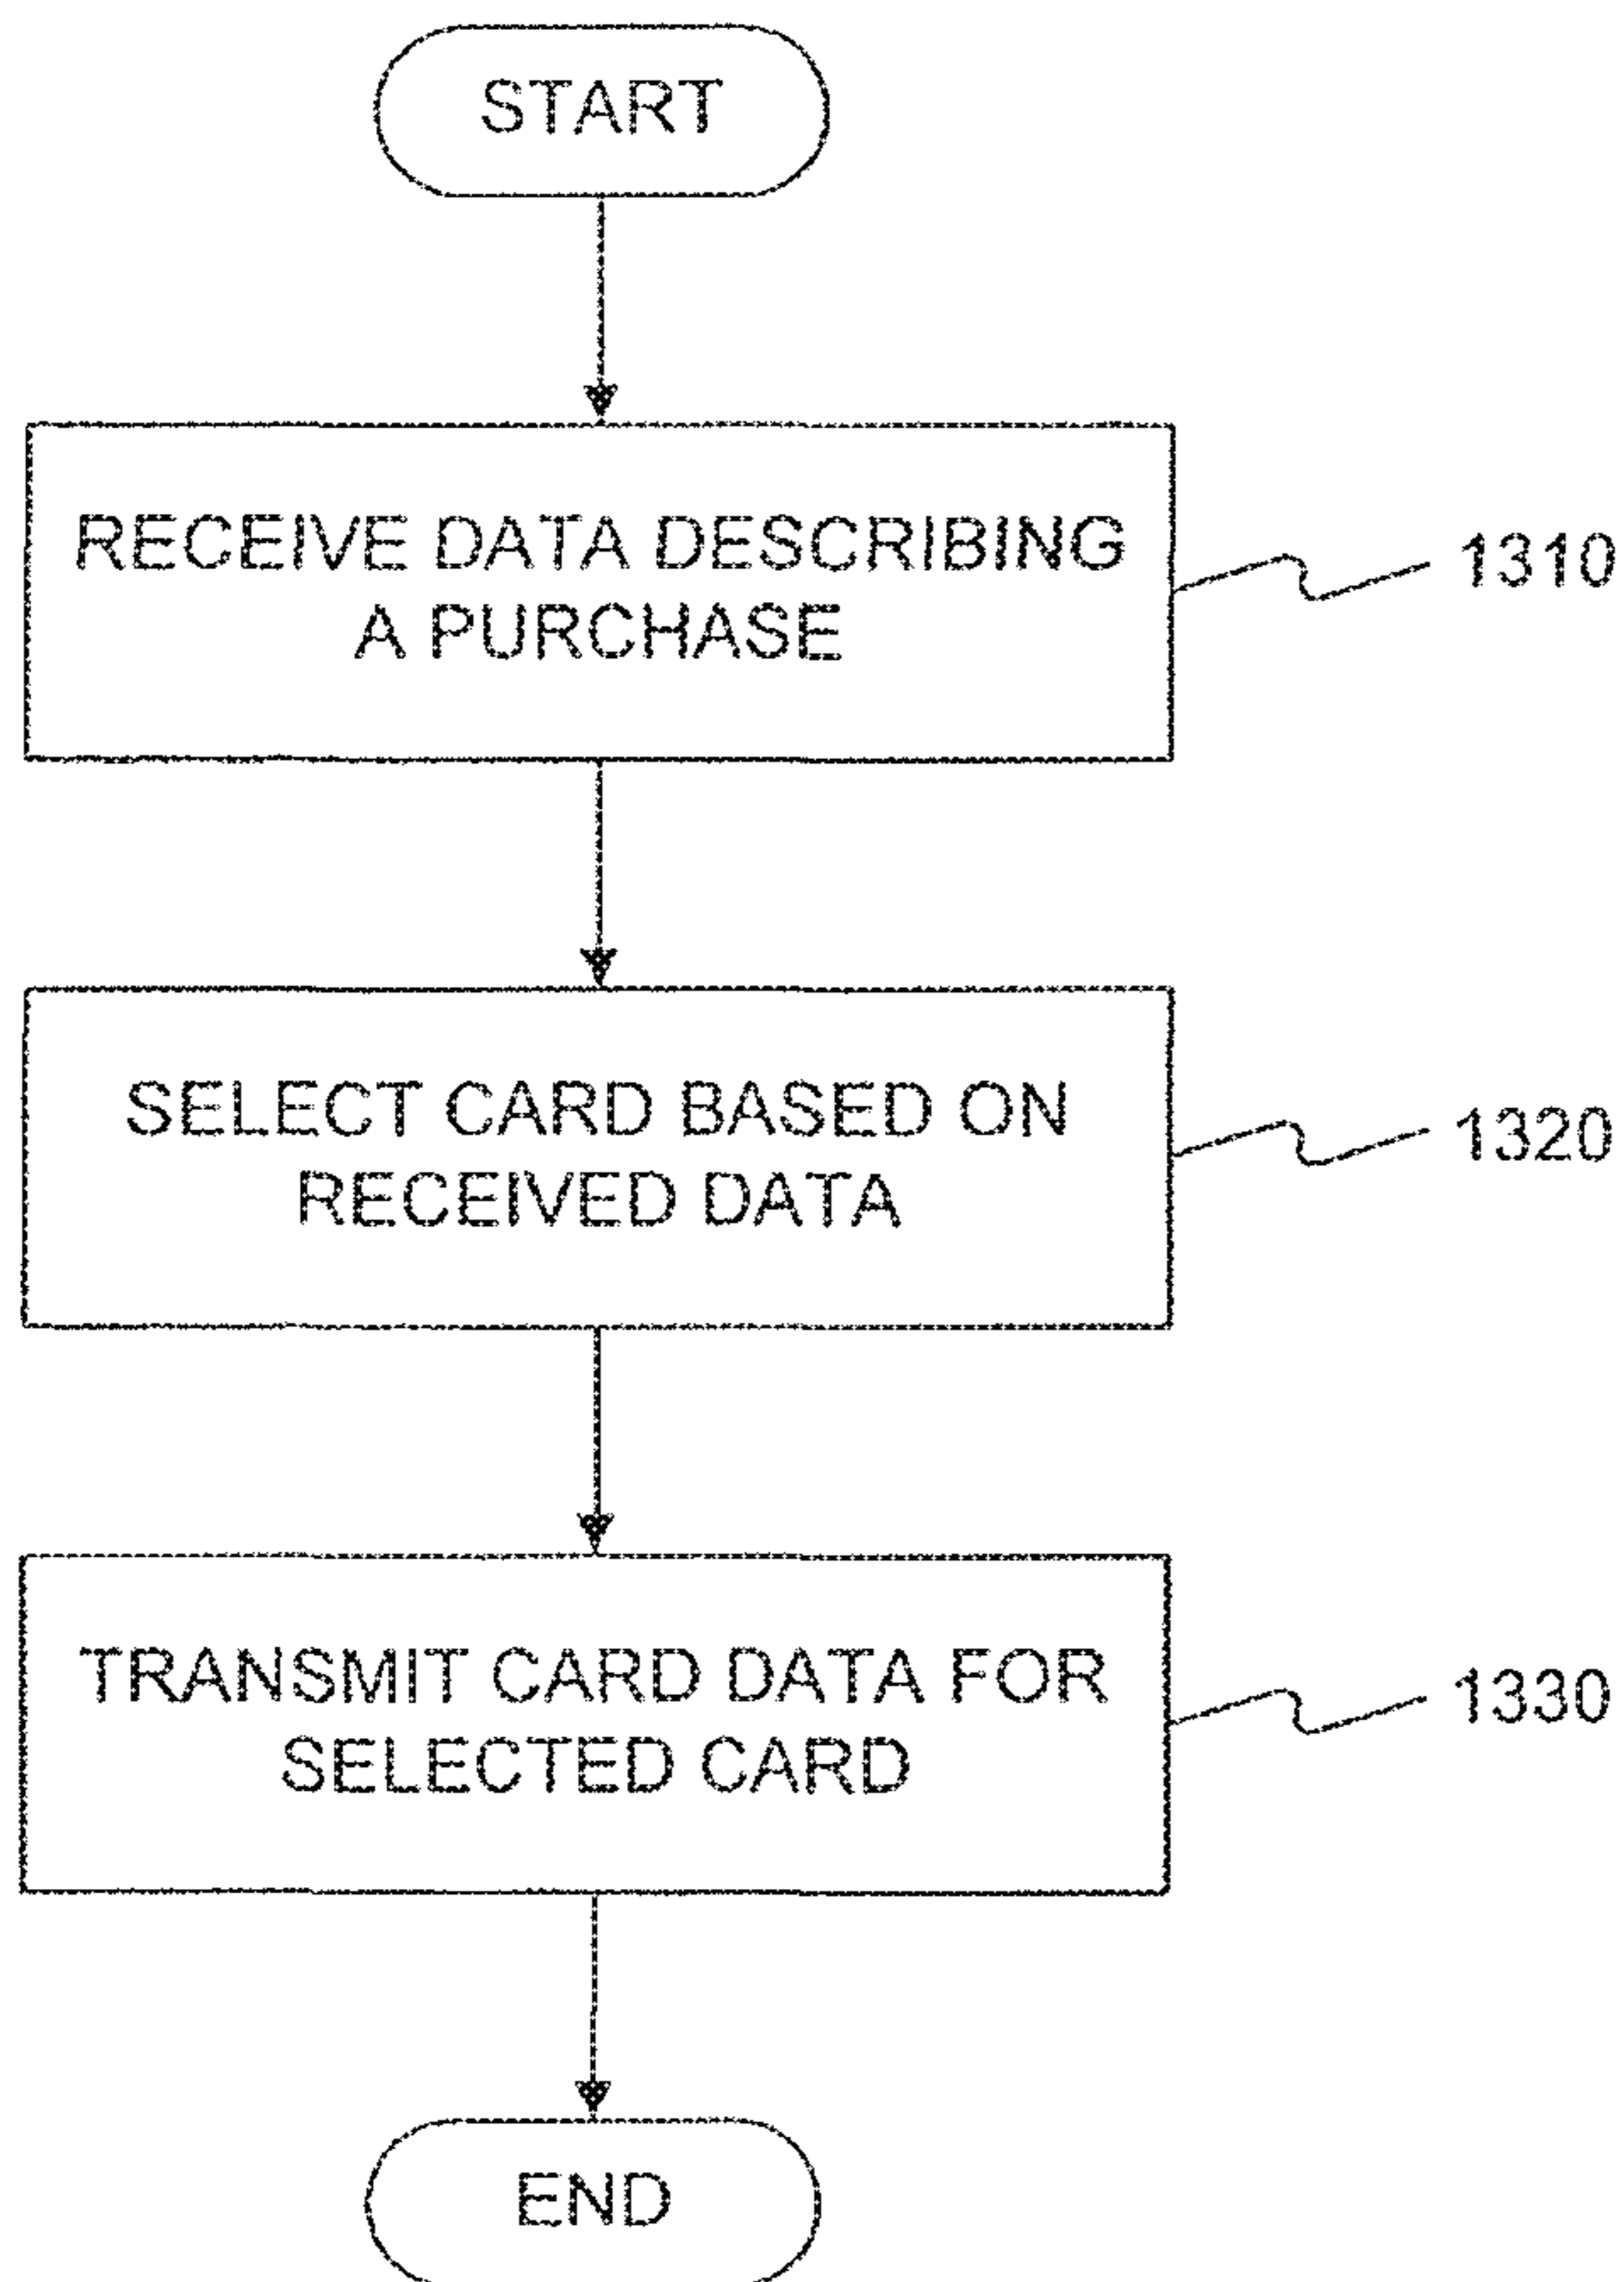 START
RECEIVE DATA DESCRIBING
A PURCHASE
1310
SELECT CARD BASED ON
RECEIVED DATA
1320
TRANSMIT CARD DATA FOR
SELECTED CARD
1330
END